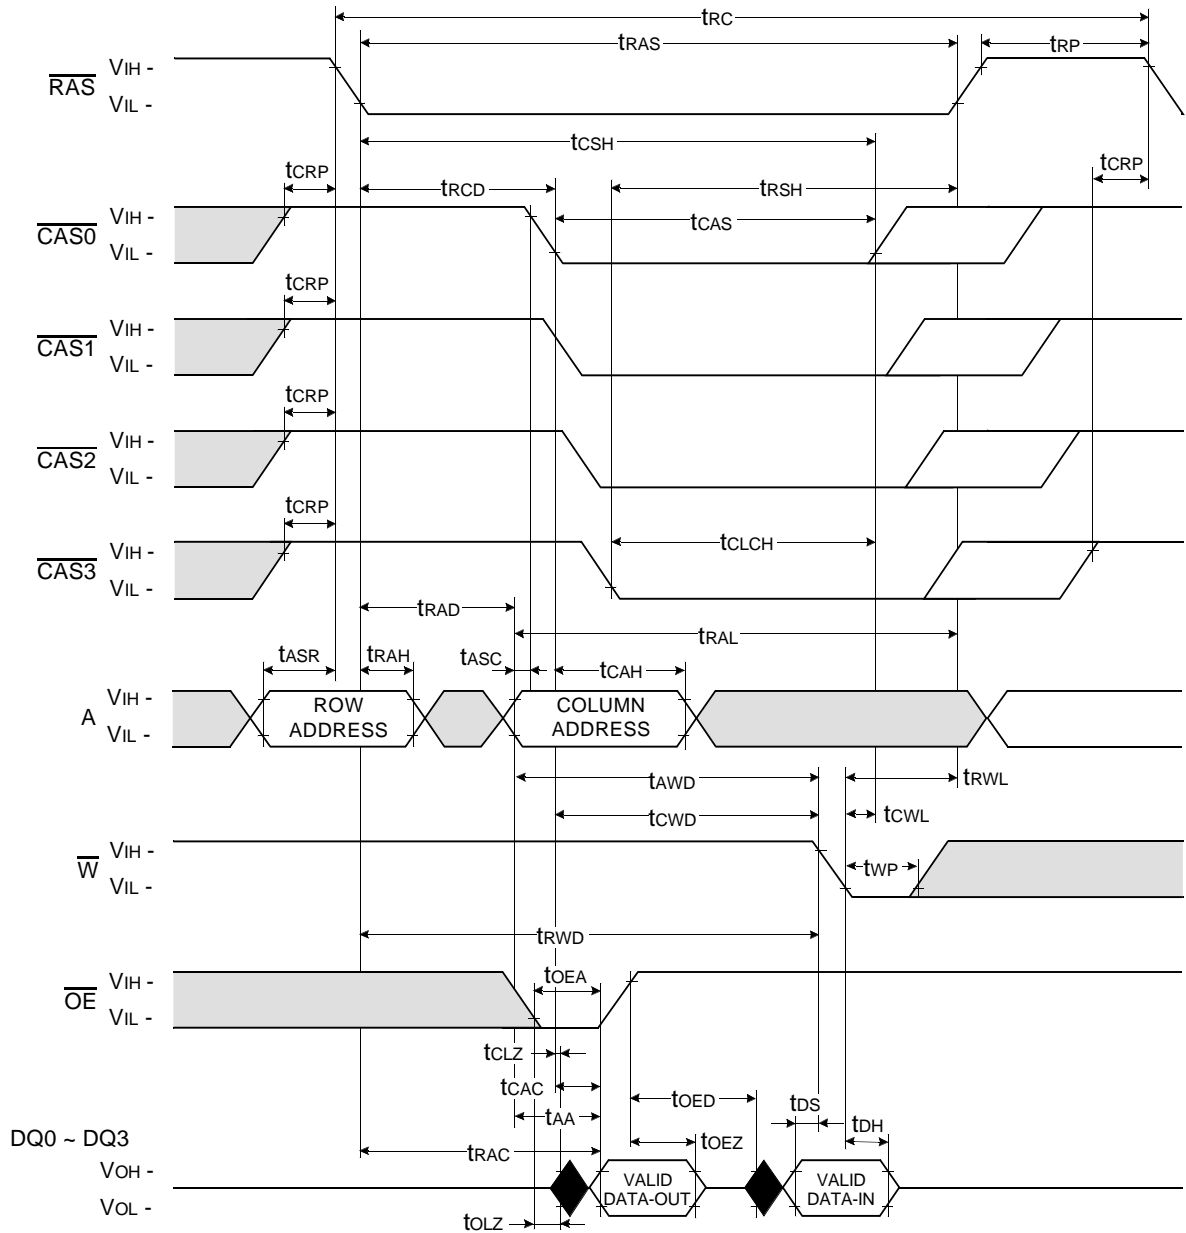 tRC
tRAS
tRP
RAS
VIH -
VIL -
tCSH
tCRP
tRCD
tRSH
tCRP
CAS0
VIH -
VIL -
tCAS
tCRP
CAS1
VIH -
VIL -
tCRP
CAS2
VIH -
VIL -
tCRP
CAS3
VIH -
VIL -
tCLCH
tRAD
tRAL
tASR
tRAH
tASC
tCAH
A
VIH -
VIL -
ROW
ADDRESS
COLUMN
ADDRESS
tAWD
tRWL
tCWD
tCWL
W
VIH -
VIL -
tWP
tRWD
OE
VIH -
VIL -
tOEA
tCLZ
tCAC
tOED
tAA
tDS
tDH
tOEZ
tRAC
DQ0 ~ DQ3
VOH -
VOL -
VALID
DATA-OUT
VALID
DATA-IN
tOLZ